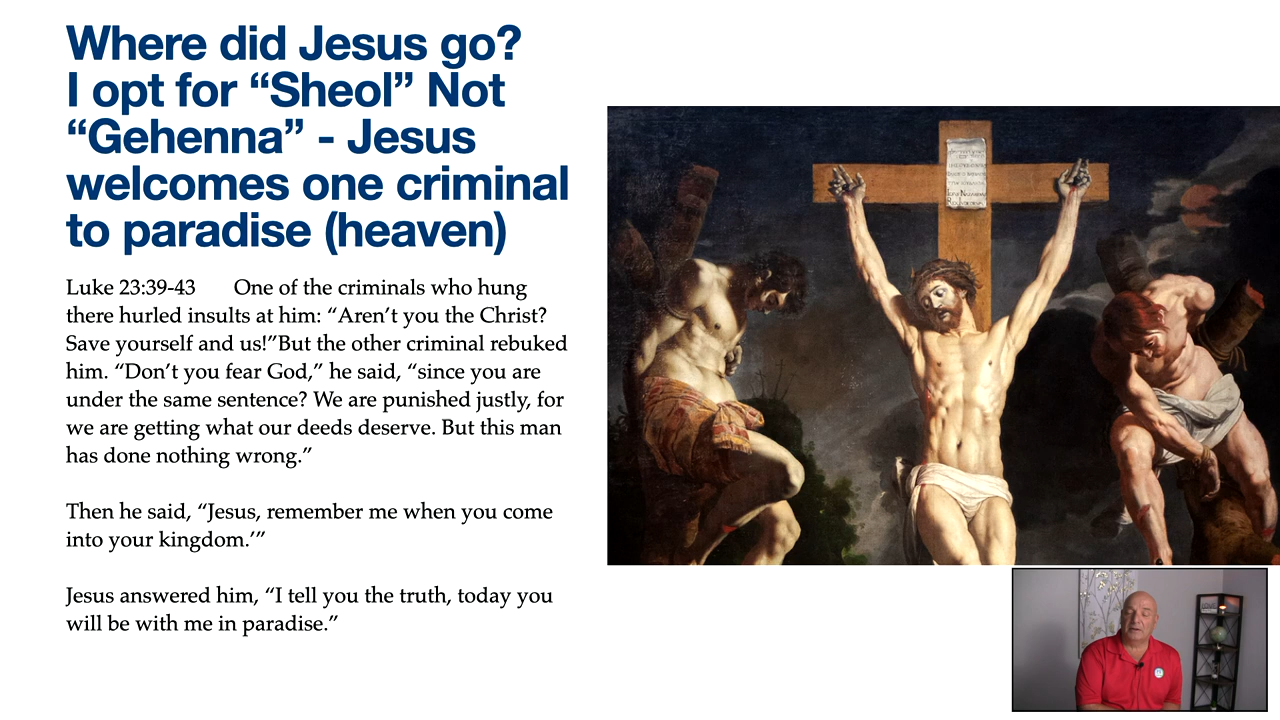 Where did Jesus go?
I opt for “Sheol” Not
“Gehenna” - Jesus
welcomes one criminal
to paradise (heaven)
Luke 23:39-43 One of the criminals who hung
there hurled insults at him: “Aren’t you the Christ?
Save yourself and us!”But the other criminal rebuked
him. “Don’t you fear God,” he said, “since you are
under the same sentence? We are punished justly, for
we are getting what our deeds deserve. But this man
has done nothing wrong.”
Then he said, “Jesus, remember me when you come
into your kingdom.’”
Jesus answered him, “I tell you the truth, today you
will be with me in paradise.”